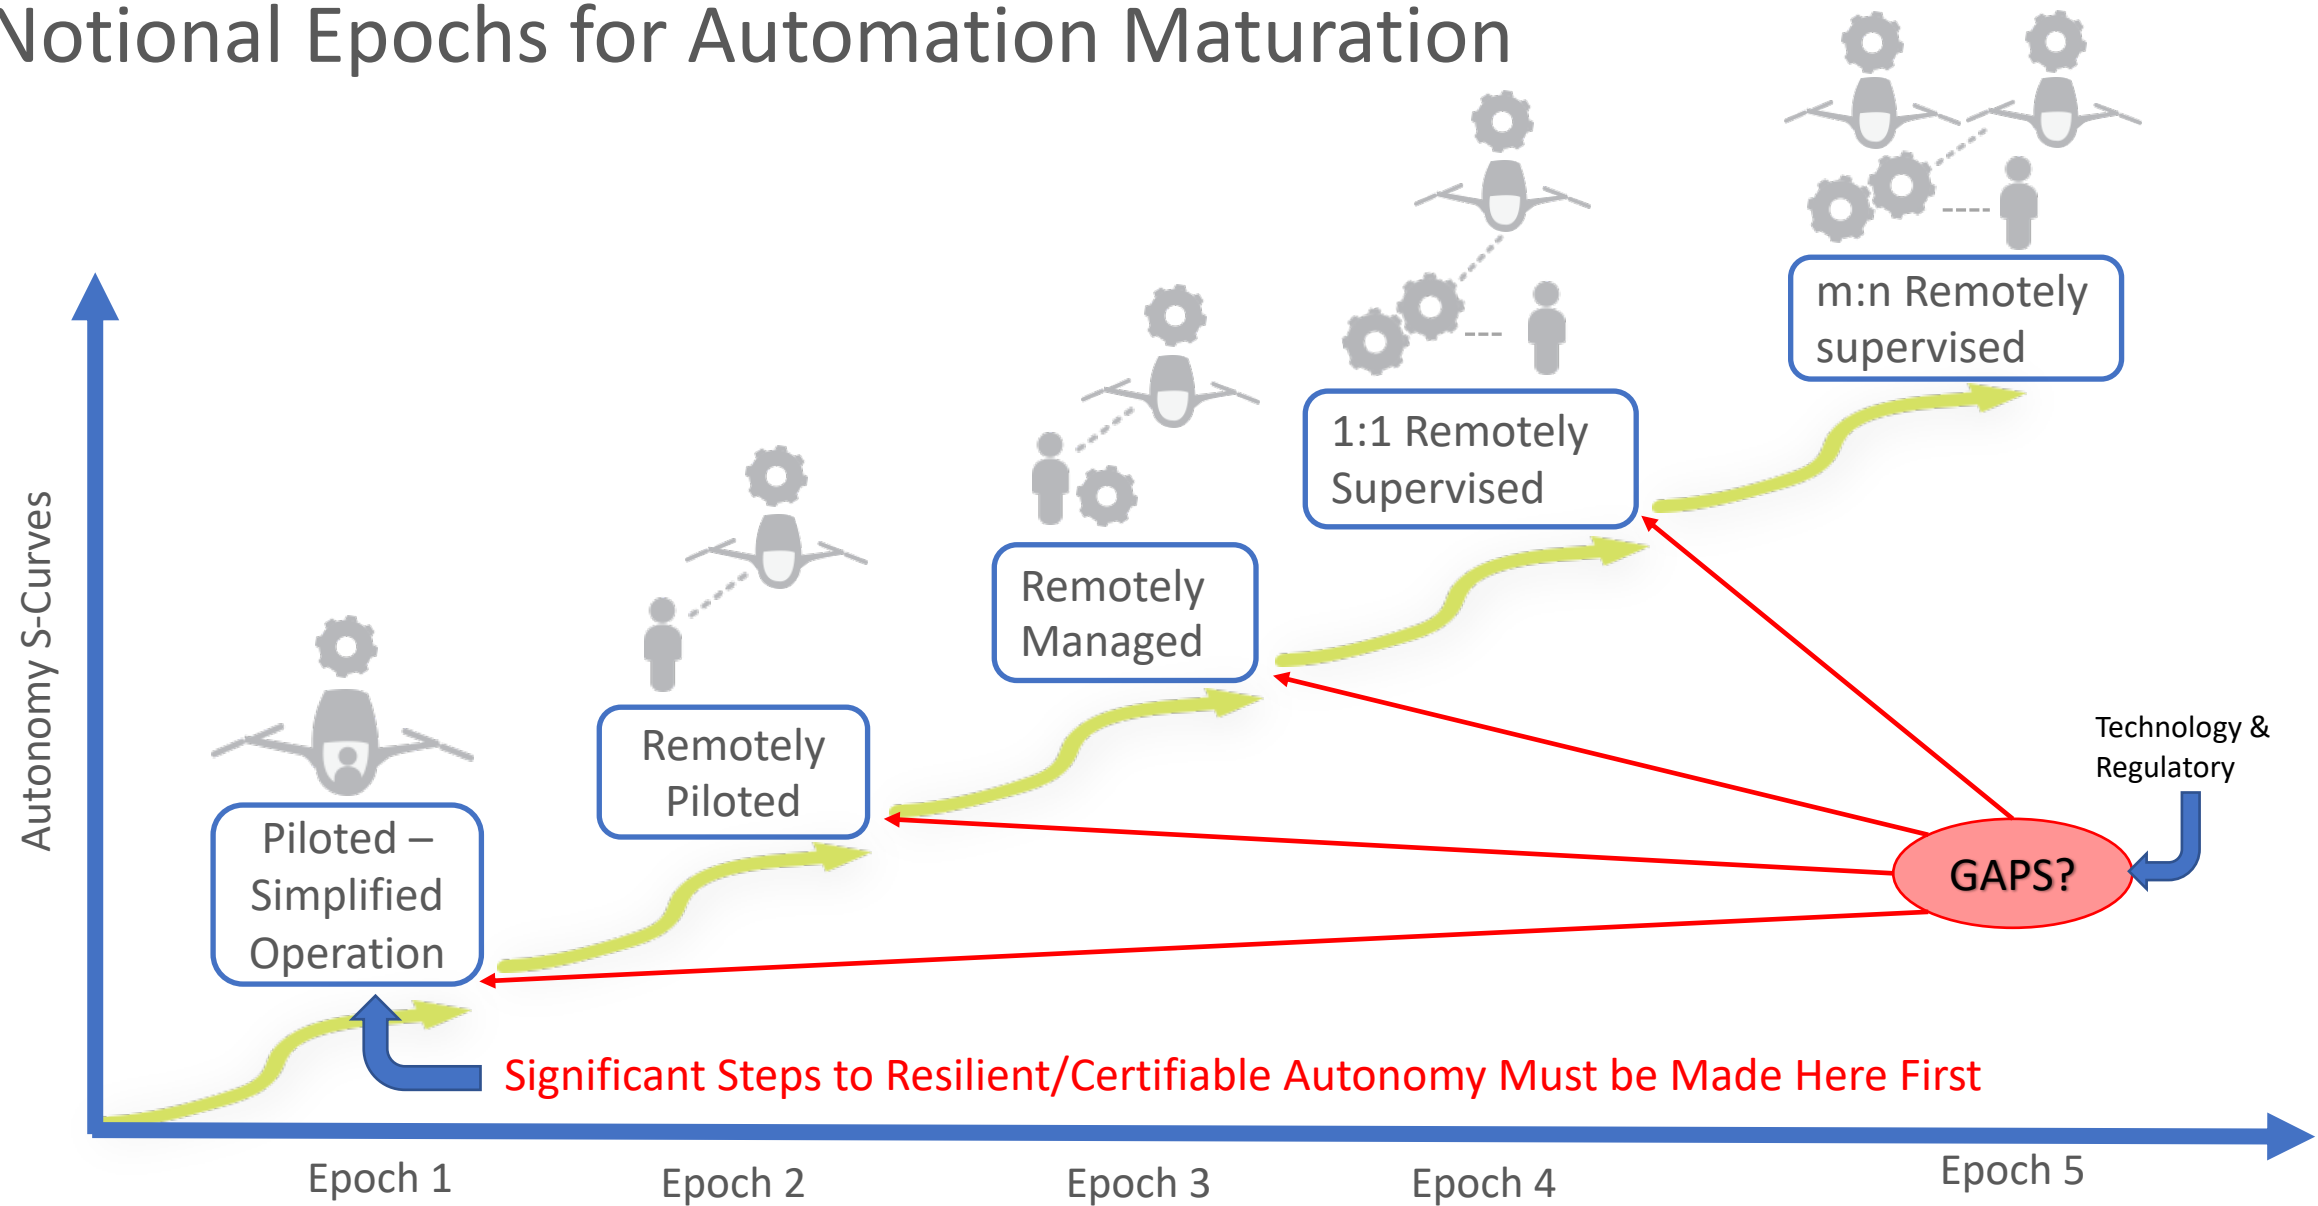 Notional Epochs for Automation Maturation
m:n Remotely
supervised
1:1 Remotely
Supervised
Remotely
Managed
Remotely
Piloted
Piloted –
Simplified
Operation
Autonomy S-Curves
Technology &
Regulatory
GAPS?
Significant Steps to Resilient/Certifiable Autonomy Must be Made Here First
Epoch 1
Epoch 2
Epoch 3
Epoch 4
Epoch 5